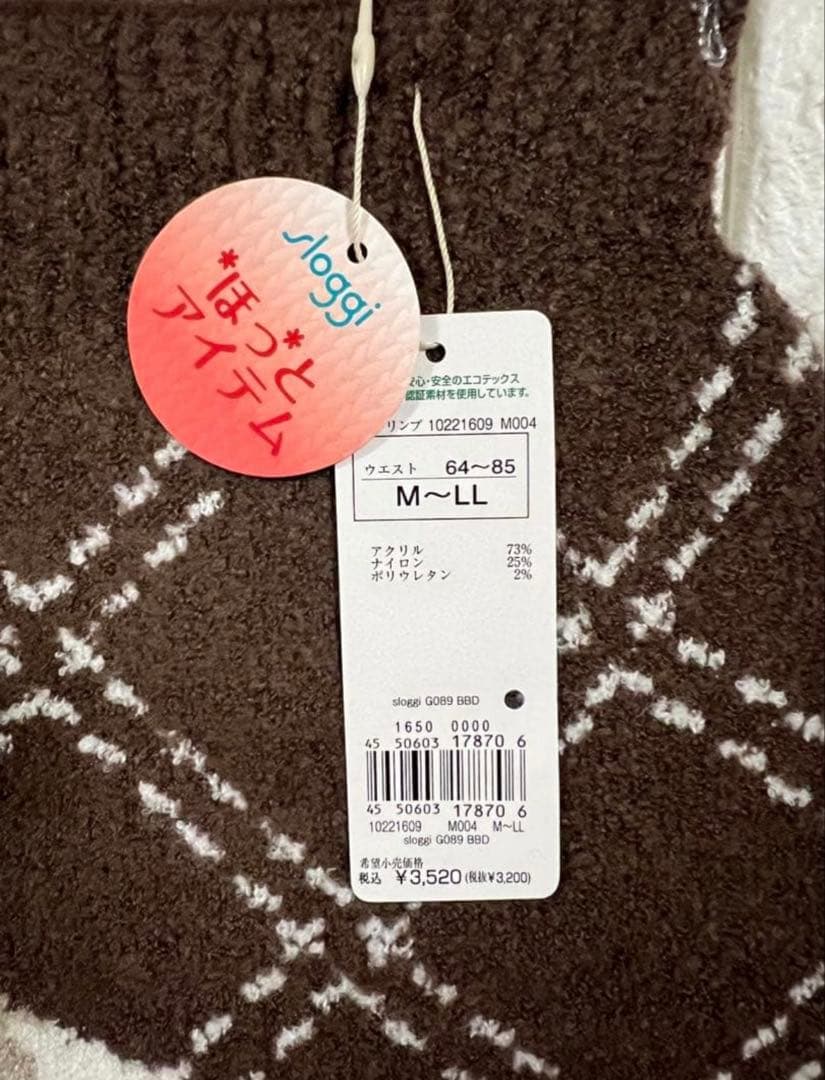 sloggi
*ほっ*と
アイテム
安心・安全のエコテックス
認証素材を使用しています。
リンプ 10221609 M004
ウエスト 64～85
M～LL
アクリル 73%
ナイロン 25%
ポリウレタン 2%
sloggi G089 BBD
1650 0000
45 50603 17870 6
45 50603 17870 6
10221609 M004 M～LL
sloggi G089 BBD
希望小売価格
税込 ¥3,520 (税抜¥3,200)